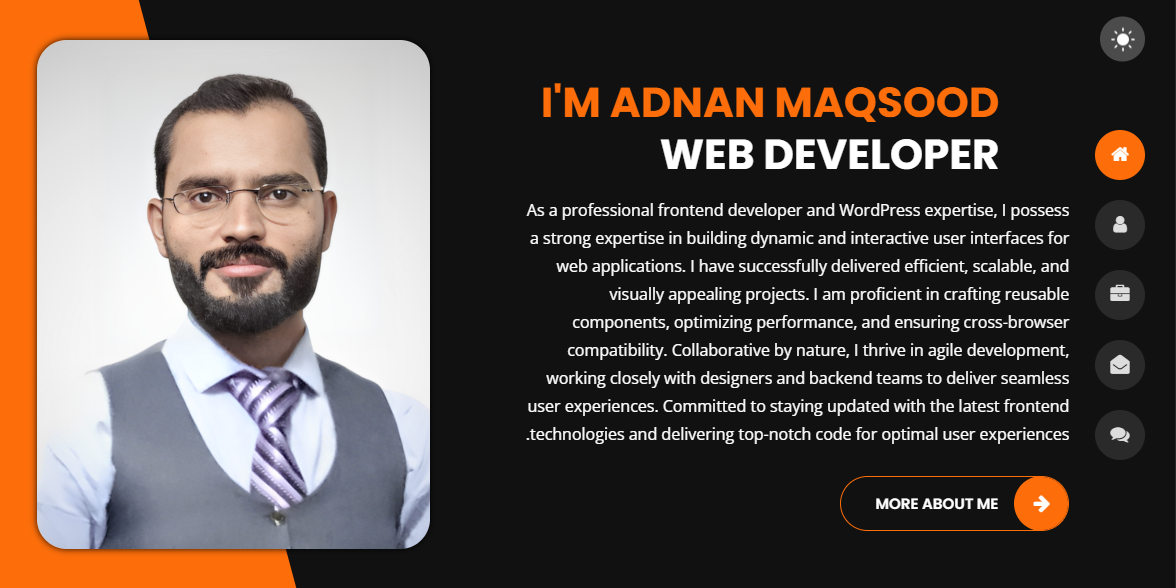 I'M ADNAN MAQSOOD
WEB DEVELOPER
As a professional frontend developer and WordPress expertise, I possess
a strong expertise in building dynamic and interactive user interfaces for
web applications. I have successfully delivered efficient, scalable, and
visually appealing projects. I am proficient in crafting reusable
components, optimizing performance, and ensuring cross-browser
compatibility. Collaborative by nature, I thrive in agile development,
working closely with designers and backend teams to deliver seamless
user experiences. Committed to staying updated with the latest frontend
.technologies and delivering top-notch code for optimal user experiences
MORE ABOUT ME